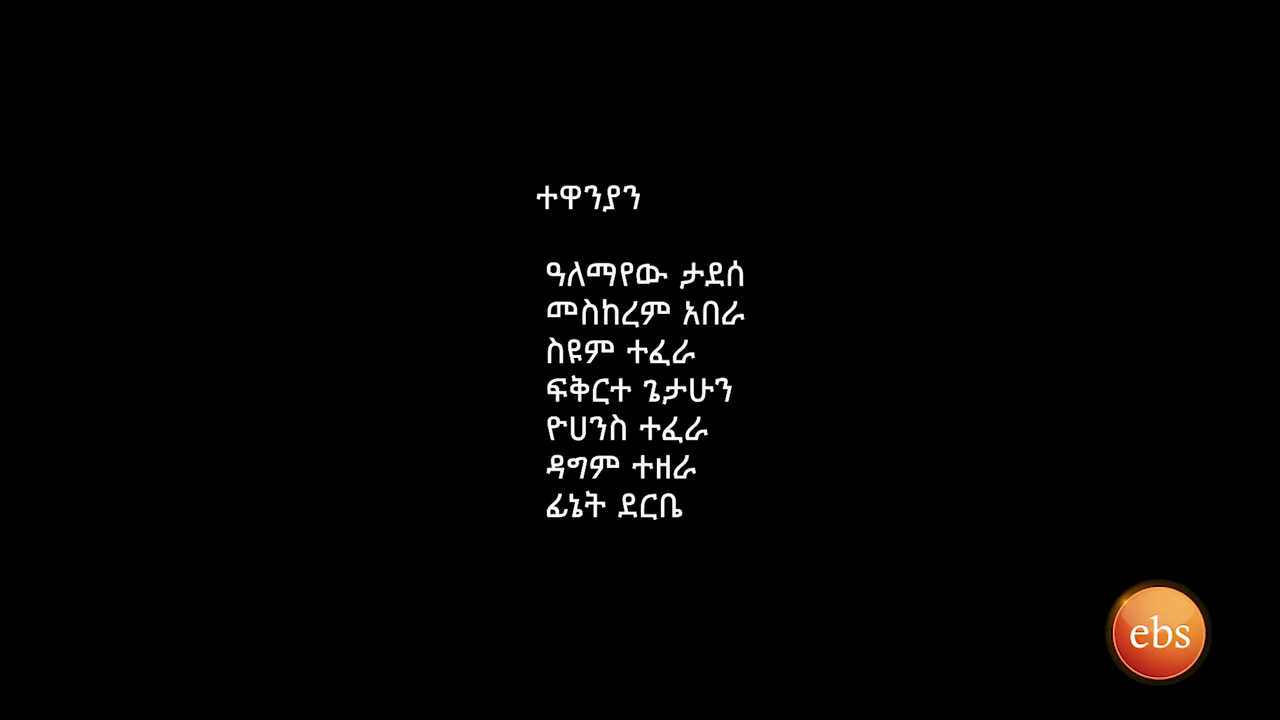 ተዋንያን
ዓለማየው ታደሰ
መስከረም አበራ
ስዩም ተፈራ
ፍቅርተ ጌታሁን
ዮሀንስ ተፈራ
ዳግም ተዘራ
ፊኔት ደርቤ
ebs